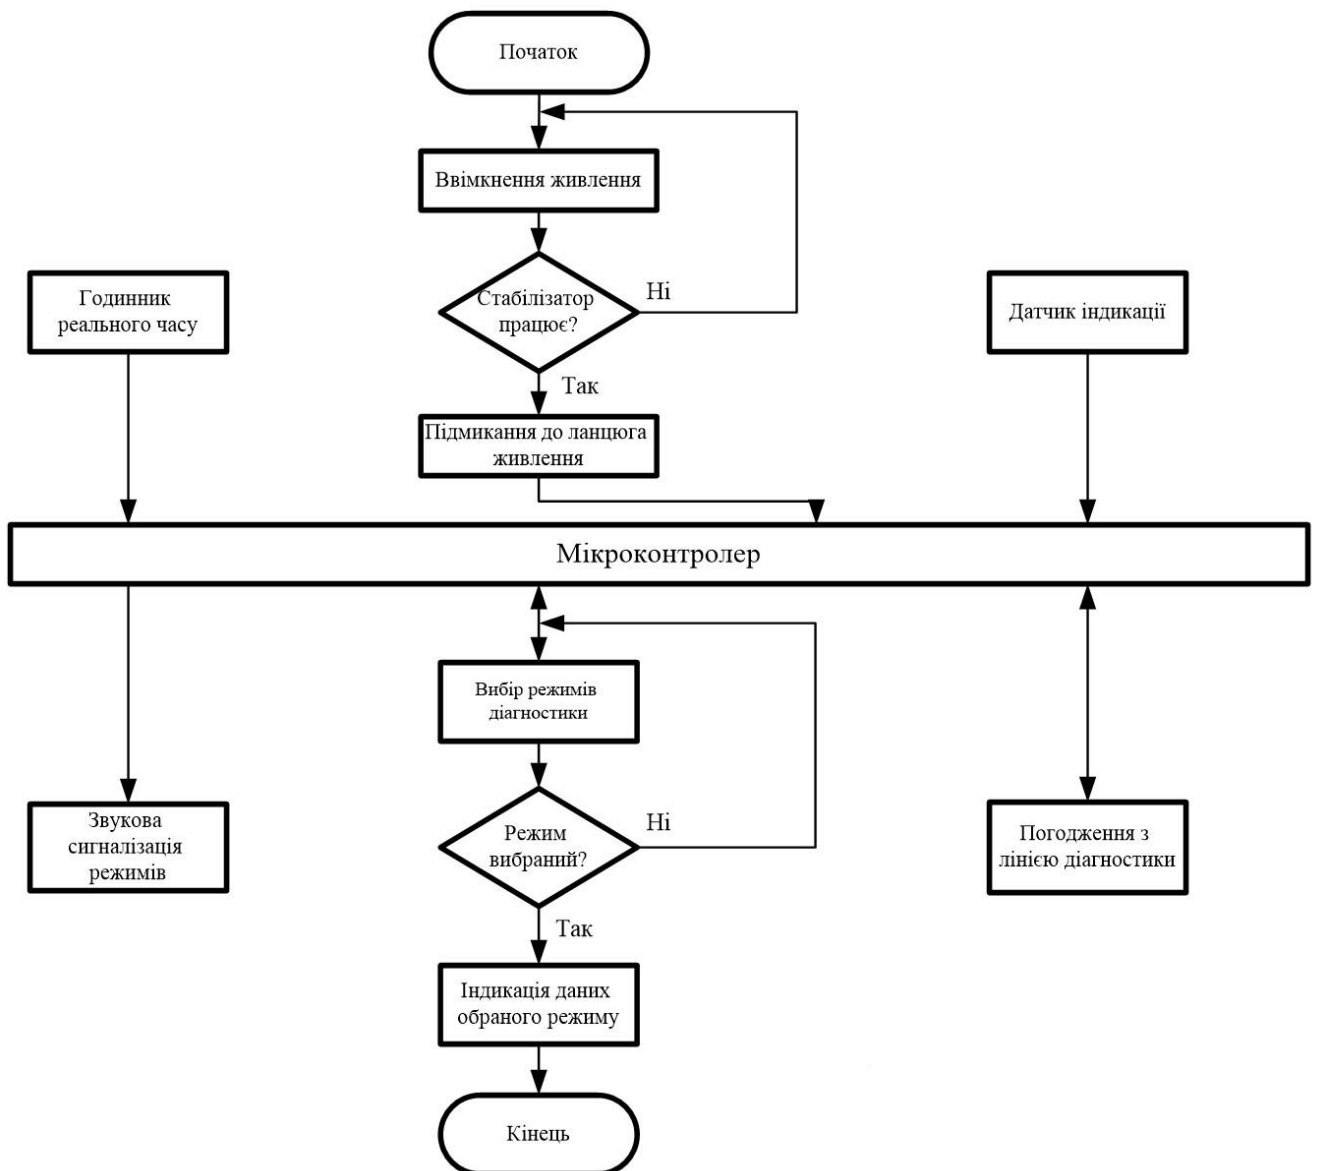 Початок
Ввімкнення живлення
Годинник
реального часу
Стабілізатор
працює?
Ні
Датчик індикації
Так
Підмикання до ланцюга
живлення
Мікроконтролер
Вибір режимів
діагностики
Звукова
сигналізація
режимів
Режим
вибраний?
Ні
Погодження з
лінією діагностики
Так
Індикація даних
обраного режиму
Кінець